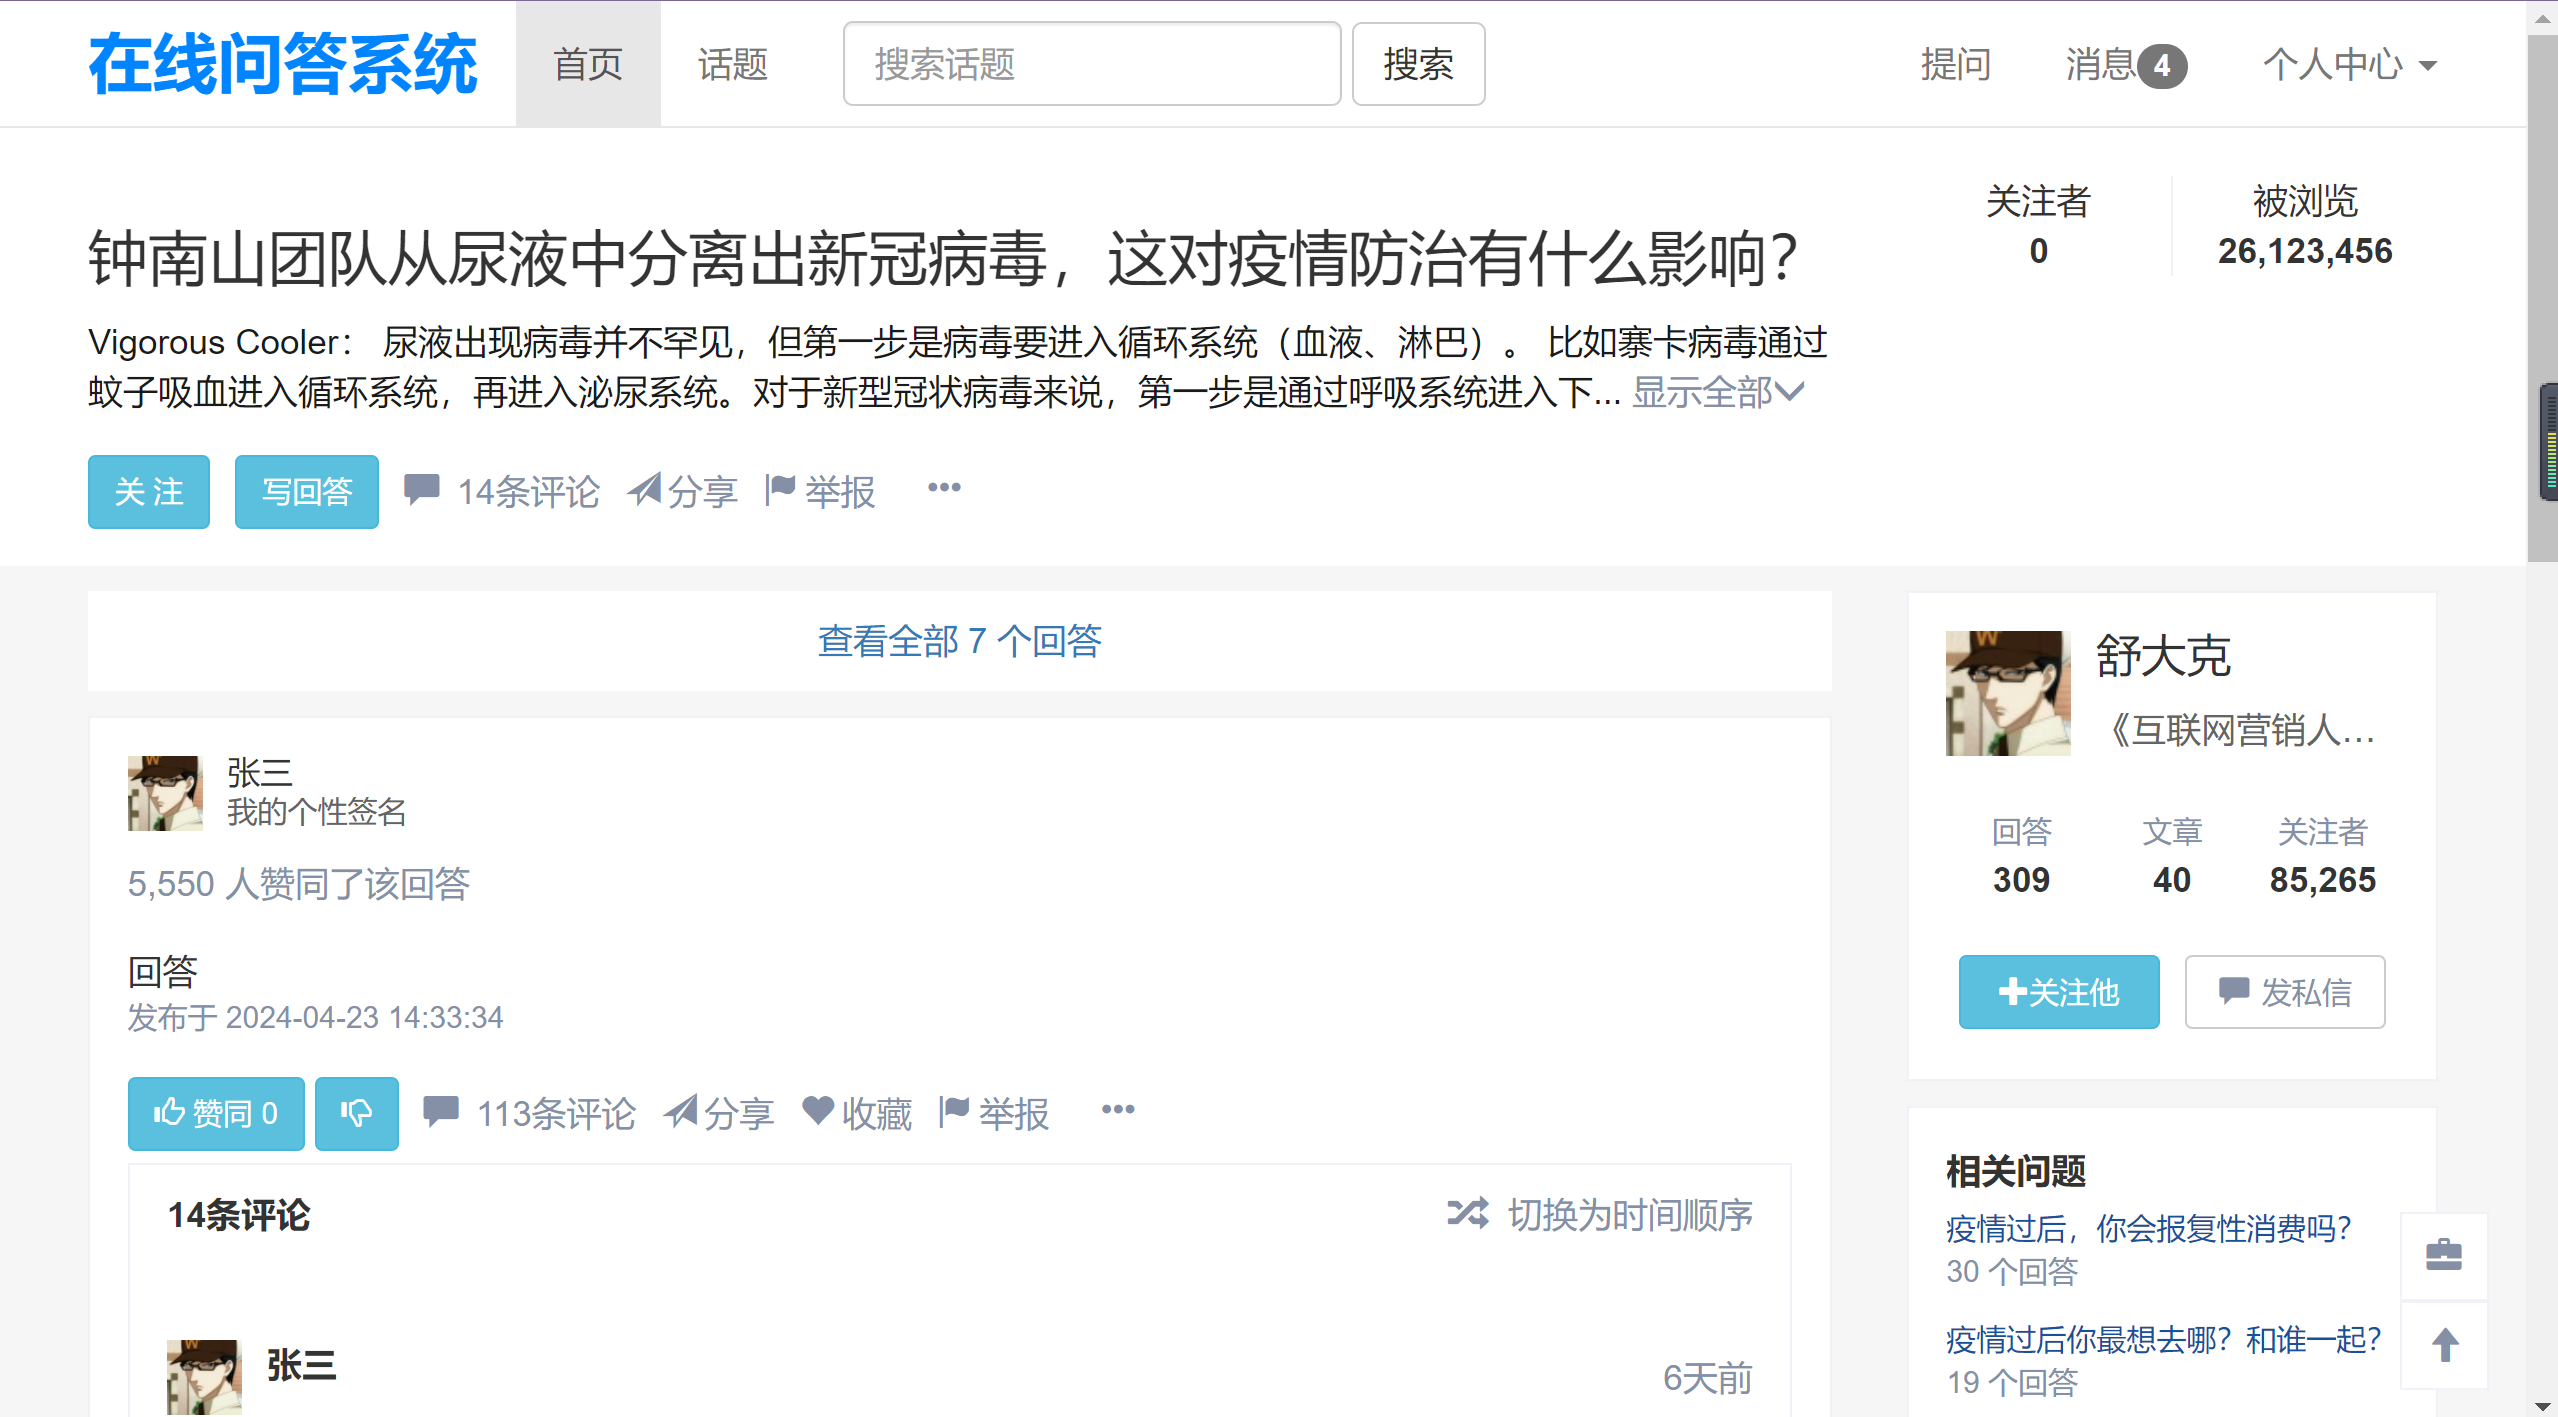 在线问答系统 首页 话题 搜索话题 搜索 提问 消息 4 个人中心
关注者 被浏览
0 26,123,456
钟南山团队从尿液中分离出新冠病毒，这对疫情防治有什么影响？
Vigorous Cooler： 尿液出现病毒并不罕见，但第一步是病毒要进入循环系统（血液、淋巴）。 比如寨卡病毒通过
蚊子吸血进入循环系统，再进入泌尿系统。对于新型冠状病毒来说，第一步是通过呼吸系统进入下... 显示全部
关 注 写回答 14条评论 分享 举报 •••
查看全部 7 个回答
张三
我的个性签名
5,550 人赞同了该回答
回答
发布于 2024-04-23 14:33:34
赞同 0 113条评论 分享 收藏 举报 •••
14条评论 切换为时间顺序
张三 6天前
舒大克
《互联网营销人...
回答 文章 关注者
309 40 85,265
关注他 发私信
相关问题
疫情过后，你会报复性消费吗？
30 个回答
疫情过后你最想去哪？和谁一起？
19 个回答